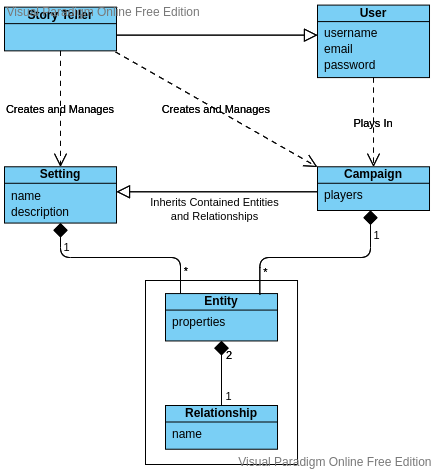 Visual Paradigm Online Free Edition
Story Teller
User
username
email
password
Creates and Manages
Creates and Manages
Plays In
Setting
name
description
Campaign
players
Inherits Contained Entities
and Relationships
1
1
*
*
Entity
properties
2
1
Relationship
name
Visual Paradigm Online Free Edition